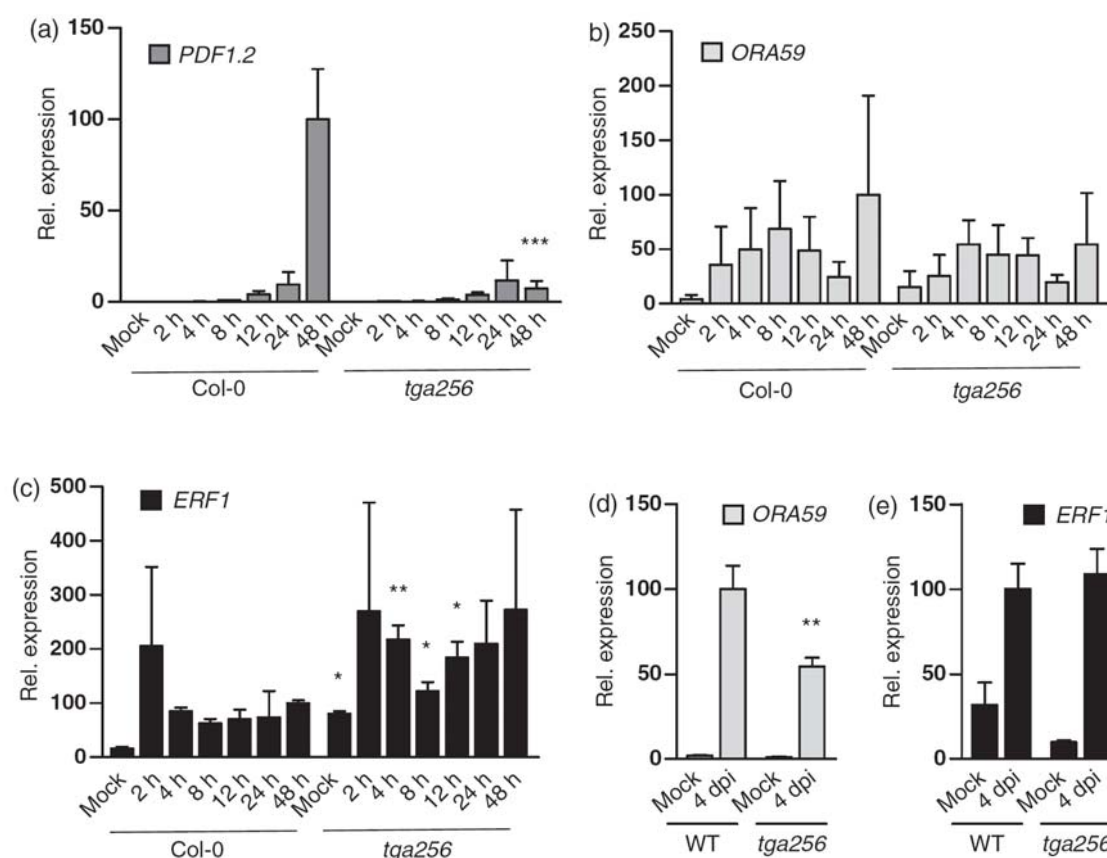 (a)
PDF1.2
Rel. expression
150
100
50
0
Mock 2 h 4 h 8 h 12 h 24 h 48 h Mock 2 h 4 h 8 h 12 h 24 h 48 h
***
Col-0 tga256
b)
ORA59
Rel. expression
250
200
150
100
50
0
Mock 2 h 4 h 8 h 12 h 24 h 48 h Mock 2 h 4 h 8 h 12 h 24 h 48 h
Col-0 tga256
(c)
ERF1
Rel. expression
500
400
300
200
100
0
* ** * *
Mock 2 h 4 h 8 h 12 h 24 h 48 h Mock 2 h 4 h 8 h 12 h 24 h 48 h
Col-0 tga256
(d)
ORA59
Rel. expression
150
100
50
0
**
Mock 4 dpi Mock 4 dpi
WT tga256
(e)
ERF1
Rel. expression
150
100
50
0
Mock 4 dpi Mock 4 dpi
WT tga256